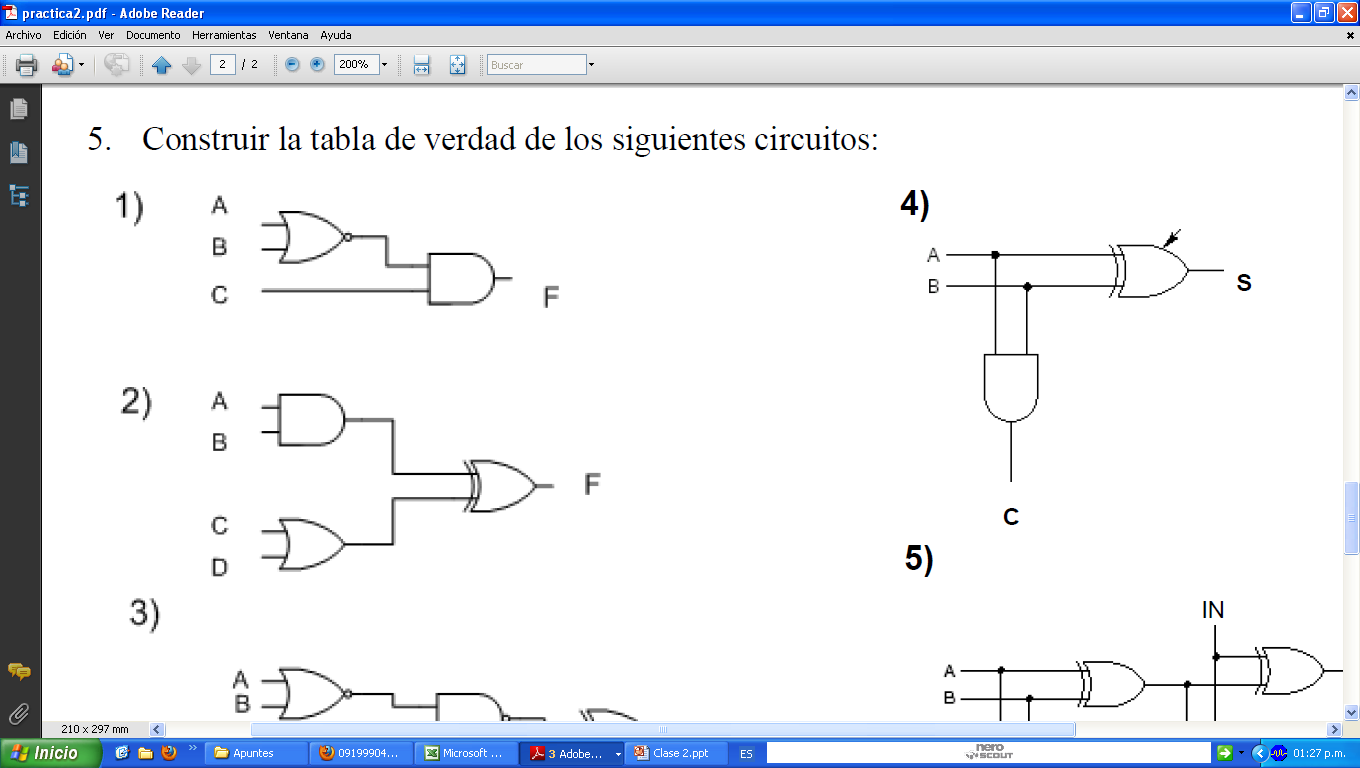 practica2.pdf - Adobe Reader
Archivo Edición Ver Documento Herramientas Ventana Ayuda
2 / 2 200% Buscar
5. Construir la tabla de verdad de los siguientes circuitos:
1)
A
B
C
F
2)
A
B
C
D
F
3)
A
B
4)
A
B
S
C
5)
IN
A
B
210 x 297 mm
Inicio Apuntes 09199904... Microsoft ... 3 Adobe... Clase 2.ppt ES nero SCOUT 01:27 p.m.